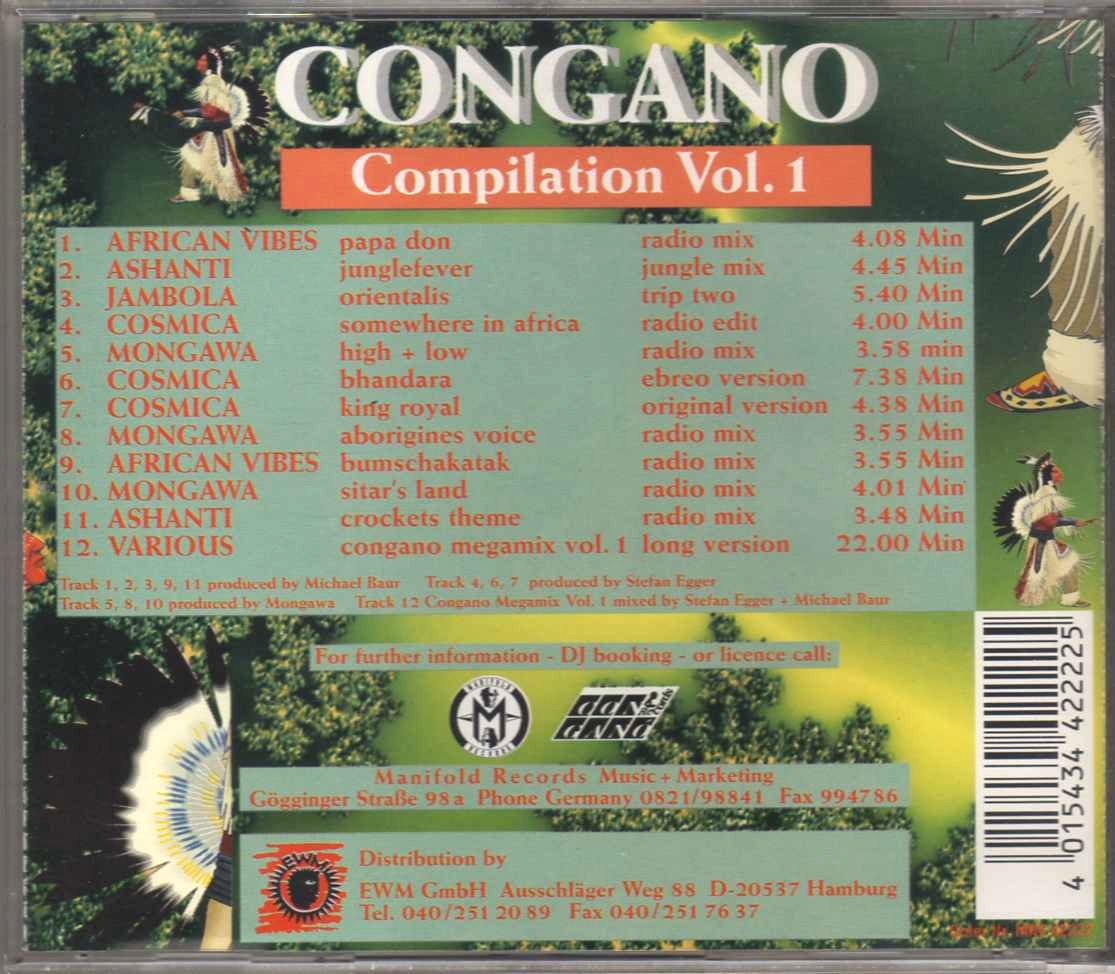 CONGANO
Compilation Vol. 1
1. AFRICAN VIBES papa don radio mix 4.08 Min
2. ASHANTI junglefever jungle mix 4.45 Min
3. JAMBOLA orientalis trip two 5.40 Min
4. COSMICA somewhere in africa radio edit 4.00 Min
5. MONGAWA high + low radio mix 3.58 min
6. COSMICA bhandara ebreo version 7.38 Min
7. COSMICA king royal original version 4.38 Min
8. MONGAWA aborigines voice radio mix 3.55 Min
9. AFRICAN VIBES bumschakatak radio mix 3.55 Min
10. MONGAWA sitar's land radio mix 4.01 Min
11. ASHANTI crockets theme radio mix 3.48 Min
12. VARIOUS congano megamix vol. 1 long version 22.00 Min
Track 1, 2, 3, 9, 11 produced by Michael Baur Track 4, 6, 7 produced by Stefan Egger
Track 5, 8, 10 produced by Mongawa Track 12 Congano Megamix Vol. 1 mixed by Stefan Egger + Michael Baur
For further information - DJ booking - or licence call:
MANIFOLD
M
RECORDS
CON
GANO
Manifold Records Music + Marketing
Gögginger Straße 98a Phone Germany 0821/98841 Fax 994786
EWM
Distribution by
EWM GmbH Ausschläger Weg 88 D-20537 Hamburg
Tel. 040/251 20 89 Fax 040/251 76 37
4 015434 422225